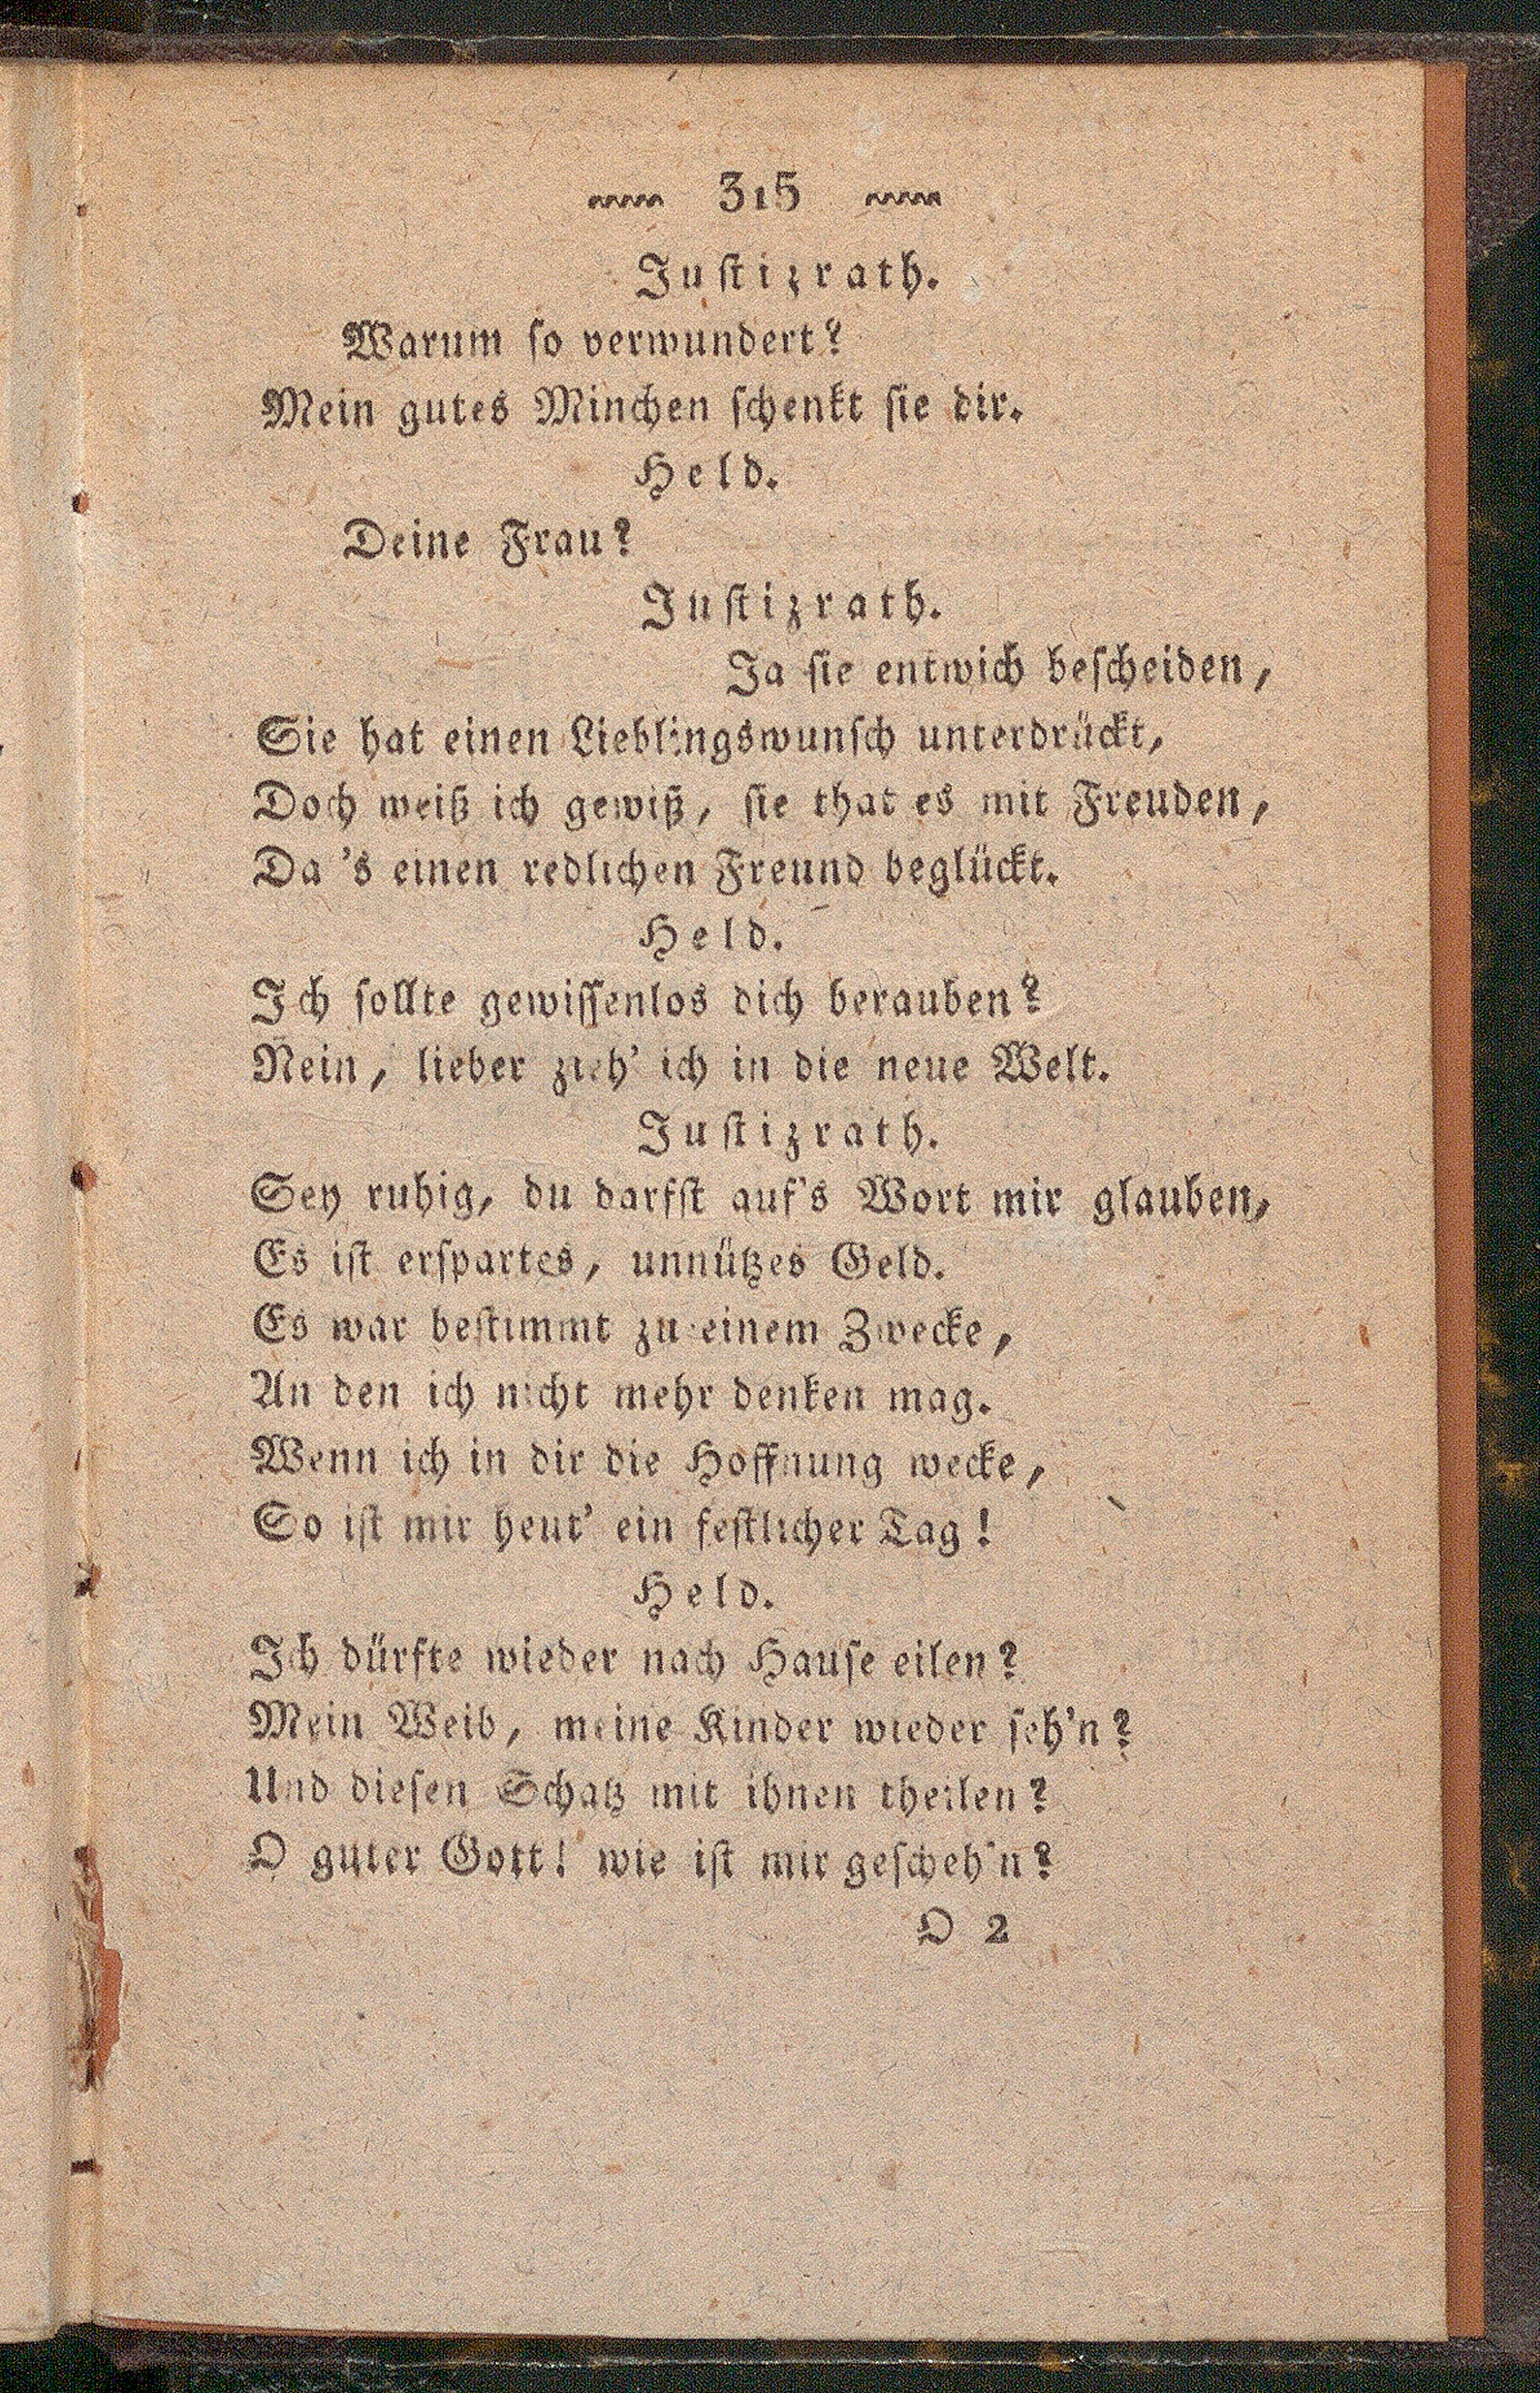 315
Justizrath.
Warum so verwundert?
Mein gutes Minchen schenkt sie dir.
Held.
Deine Frau?
Justizrath.
Ja sie entwich bescheiden,
Sie hat einen Lieblingswunsch unterdrückt,
Doch weiß ich gewiß, sie that es mit Freuden,
Da 's einen redlichen Freund beglückt.
Held.
Ich sollte gewissenlos dich berauben?
Nein, lieber zieh' ich in die neue Welt.
Justizrath.
Sey ruhig, du darfst auf's Wort mir glauben,
Es ist erspartes, unnützes Geld.
Es war bestimmt zu einem Zwecke,
An den ich nicht mehr denken mag.
Wenn ich in dir die Hoffnung wecke,
So ist mir heut' ein festlicher Tag!
Held.
Ich dürfte wieder nach Hause eilen?
Mein Weib, meine Kinder wieder seh'n?
Und diesen Schatz mit ihnen theilen?
O guter Gott! wie ist mir gescheh'n?
O 2